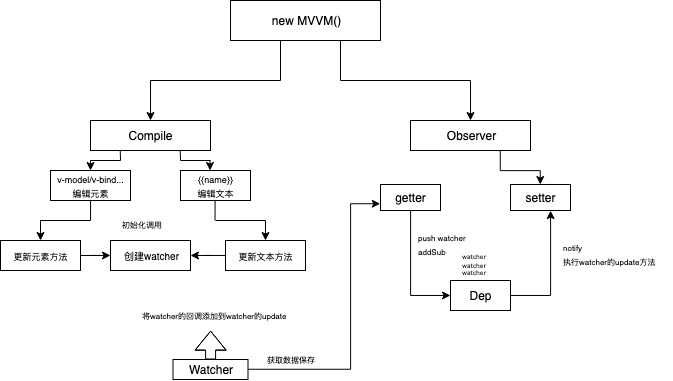 new MVVM()
Compile
Observer
v-model/v-bind...
编辑元素
{{name}}
编辑文本
getter
setter
初始化调用
更新元素方法
创建watcher
更新文本方法
push watcher
addSub
watcher
watcher
watcher
Dep
notify
执行watcher的update方法
将watcher的回调添加到watcher的update
Watcher
获取数据保存